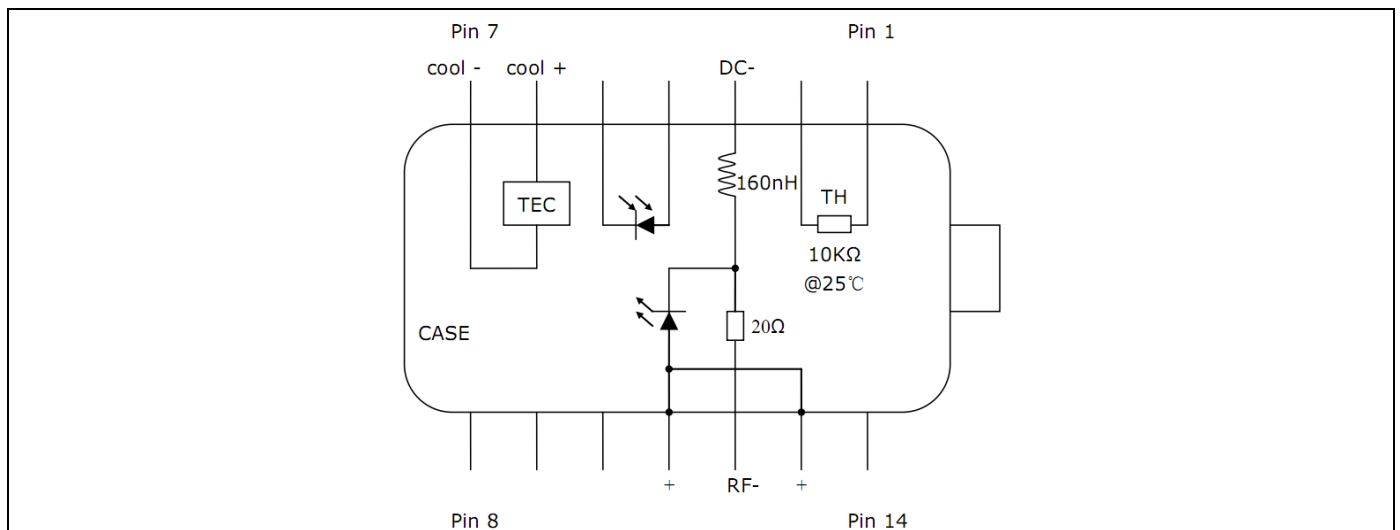 Pin 7
Pin 1
cool -
cool +
DC-
160nH
TEC
TH
10KΩ
@25℃
20Ω
CASE
+
RF-
+
Pin 8
Pin 14